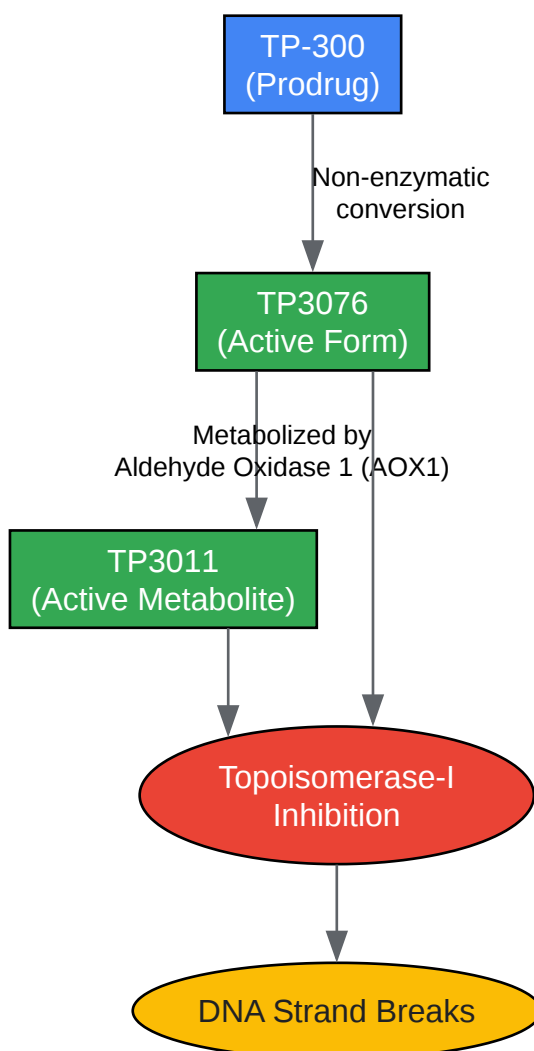 TP-300
(Prodrug)
Non-enzymatic
conversion
TP3076
(Active Form)
Metabolized by
Aldehyde Oxidase 1 (AOX1)
TP3011
(Active Metabolite)
Topoisomerase-I
Inhibition
DNA Strand Breaks